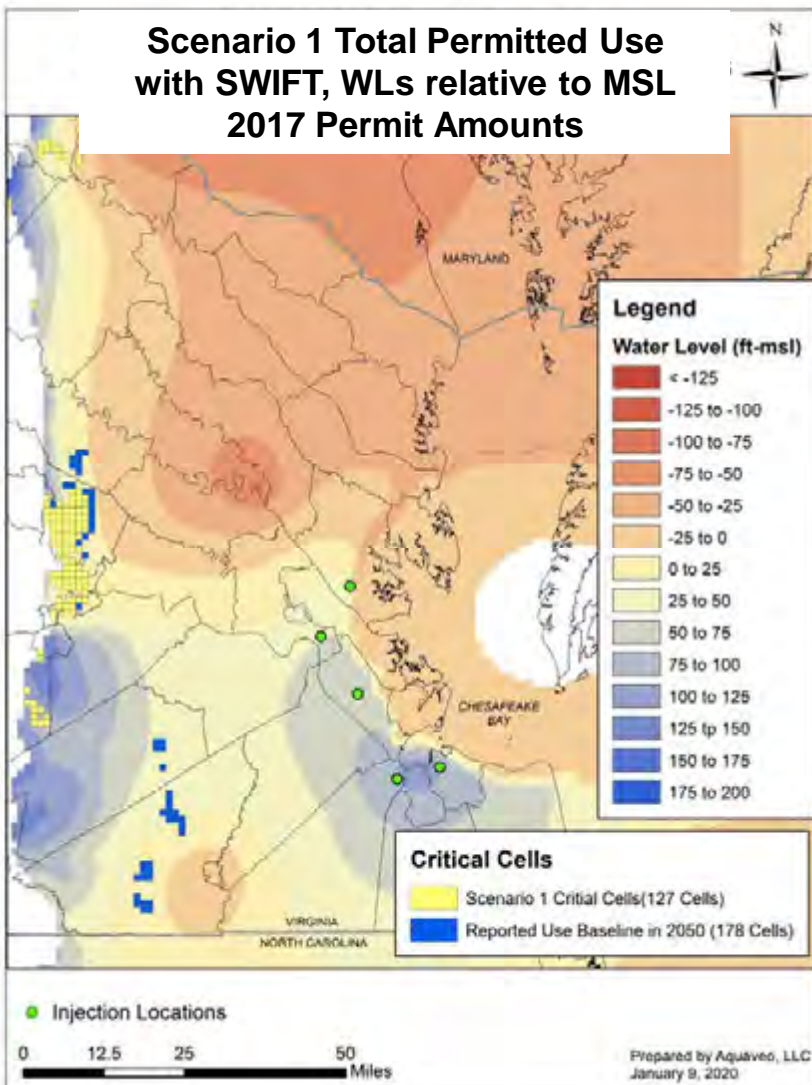 Scenario 1 Total Permitted Use
with SWIFT, WLs relative to MSL
2017 Permit Amounts
N
MARYLAND
Legend
Water Level (ft-msl)
< -125
-125 to -100
-100 to -75
-75 to -50
-50 to -25
-25 to 0
0 to 25
25 to 50
50 to 75
75 to 100
100 to 125
125 tp 150
150 to 175
175 to 200
CHESAPEAKE
BAY
Critical Cells
Scenario 1 Critial Cells(127 Cells)
Reported Use Baseline in 2050 (178 Cells)
VIRGINIA
NORTH CAROLINA
Injection Locations
0 12.5 25 50
Miles
Prepared by Aquaveo, LLC
January 9, 2020